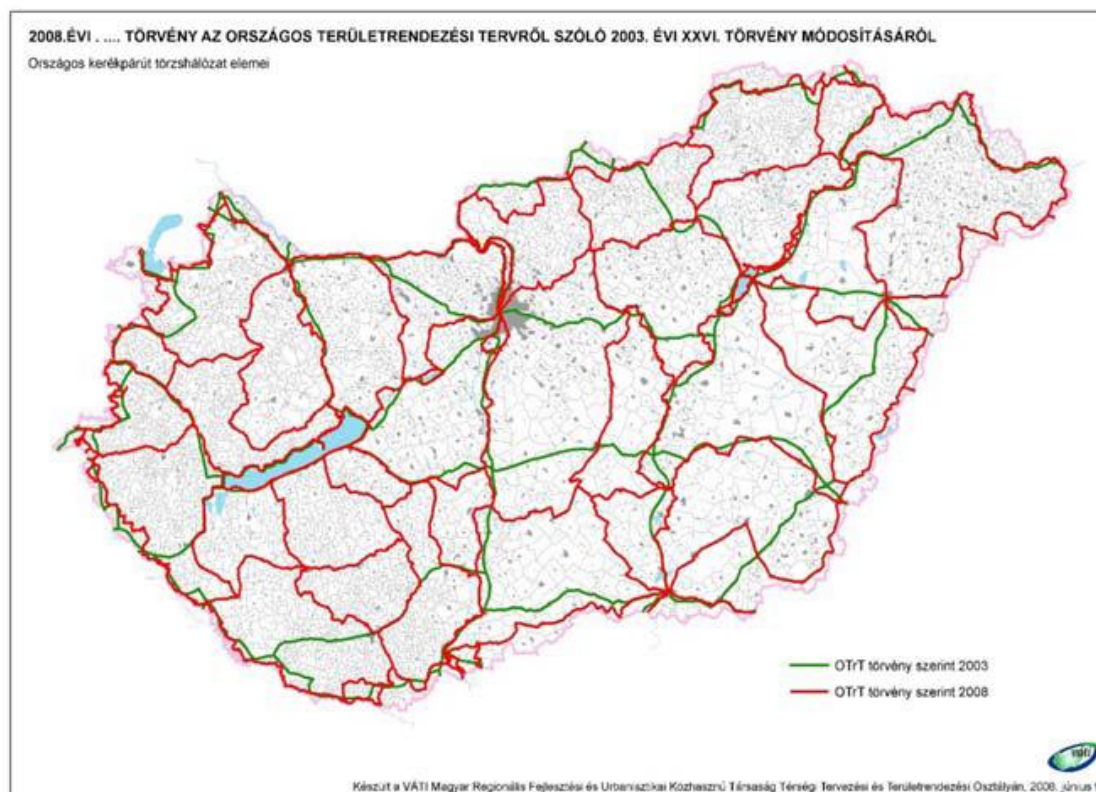 2008.ÉVI . .... TÖRVÉNY AZ ORSZÁGOS TERÜLETRENDEZÉSI TERVRŐL SZÓLÓ 2003. ÉVI XXVI. TÖRVÉNY MÓDOSÍTÁSÁRÓL
Országos kerékpárút törzshálózat elemei
OTrT törvény szerint 2003
OTrT törvény szerint 2008
VÁTI
Készült a VÁTI Magyar Regionális Fejlesztési és Urbanisztikai Közhasznú Társaság Térségi Tervezési és Területrendezési Osztályán, 2008. június